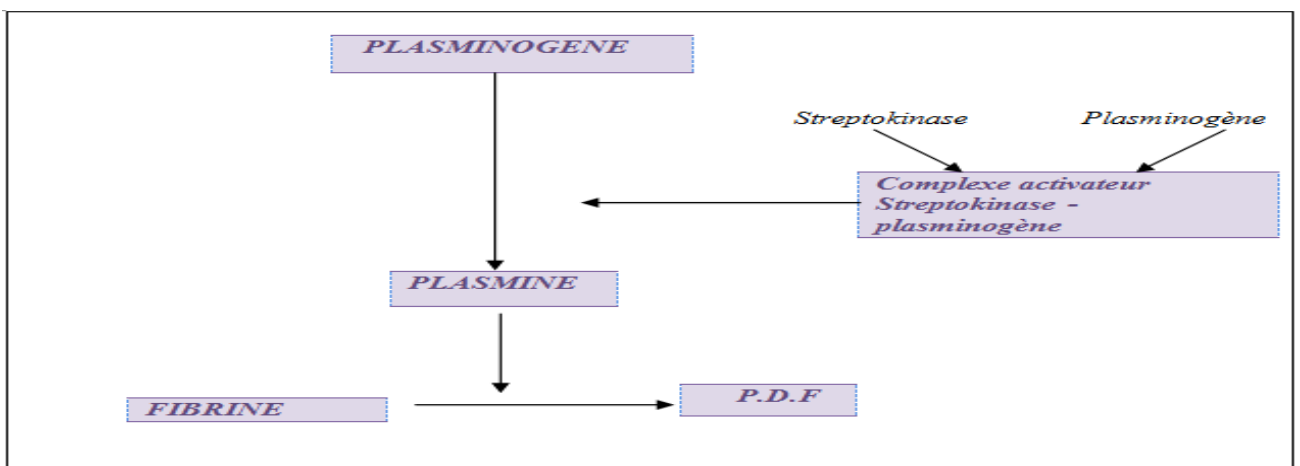 PLASMINOGENE
Streptokinase Plasminogène
Complexe activateur
Streptokinase -
plasminogène
PLASMINE
FIBRINE P.D.F